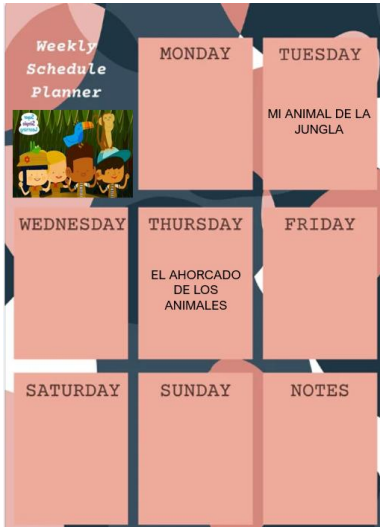 Weekly
Schedule
Planner
MONDAY
TUESDAY
MI ANIMAL DE LA
JUNGLA
WEDNESDAY
THURSDAY
FRIDAY
EL AHORCADO
DE LOS
ANIMALES
SATURDAY
SUNDAY
NOTES